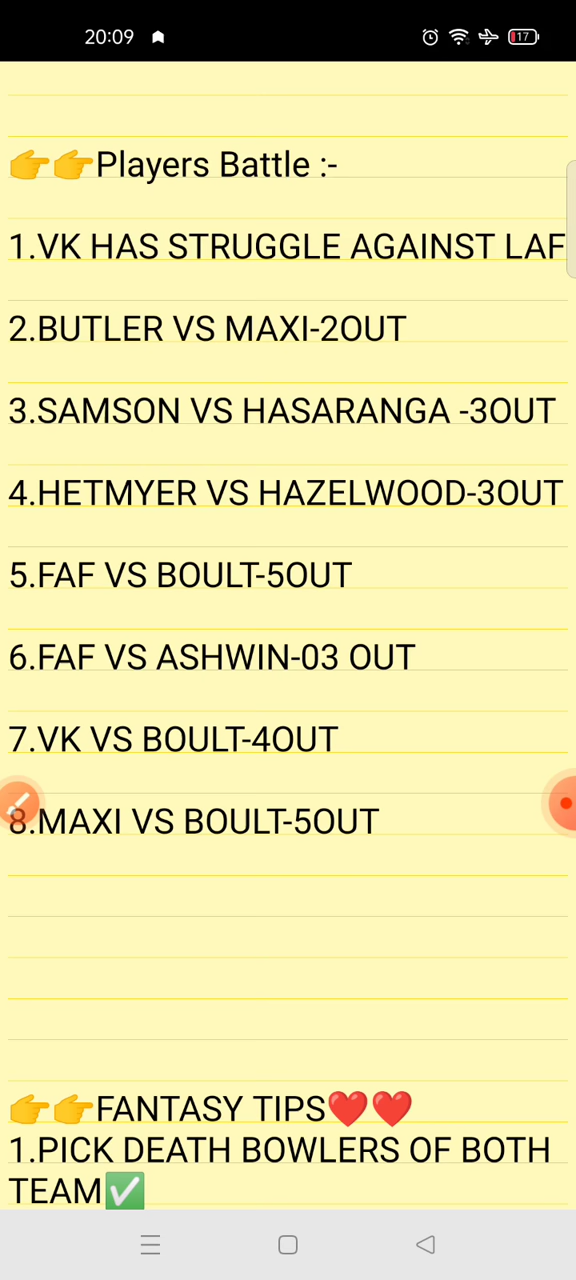 20:09
17
👉👉Players Battle :-
1.VK HAS STRUGGLE AGAINST LAF
2.BUTLER VS MAXI-2OUT
3.SAMSON VS HASARANGA -3OUT
4.HETMYER VS HAZELWOOD-3OUT
5.FAF VS BOULT-5OUT
6.FAF VS ASHWIN-03 OUT
7.VK VS BOULT-4OUT
8.MAXI VS BOULT-5OUT
👉👉FANTASY TIPS❤️❤️
1.PICK DEATH BOWLERS OF BOTH
TEAM✅